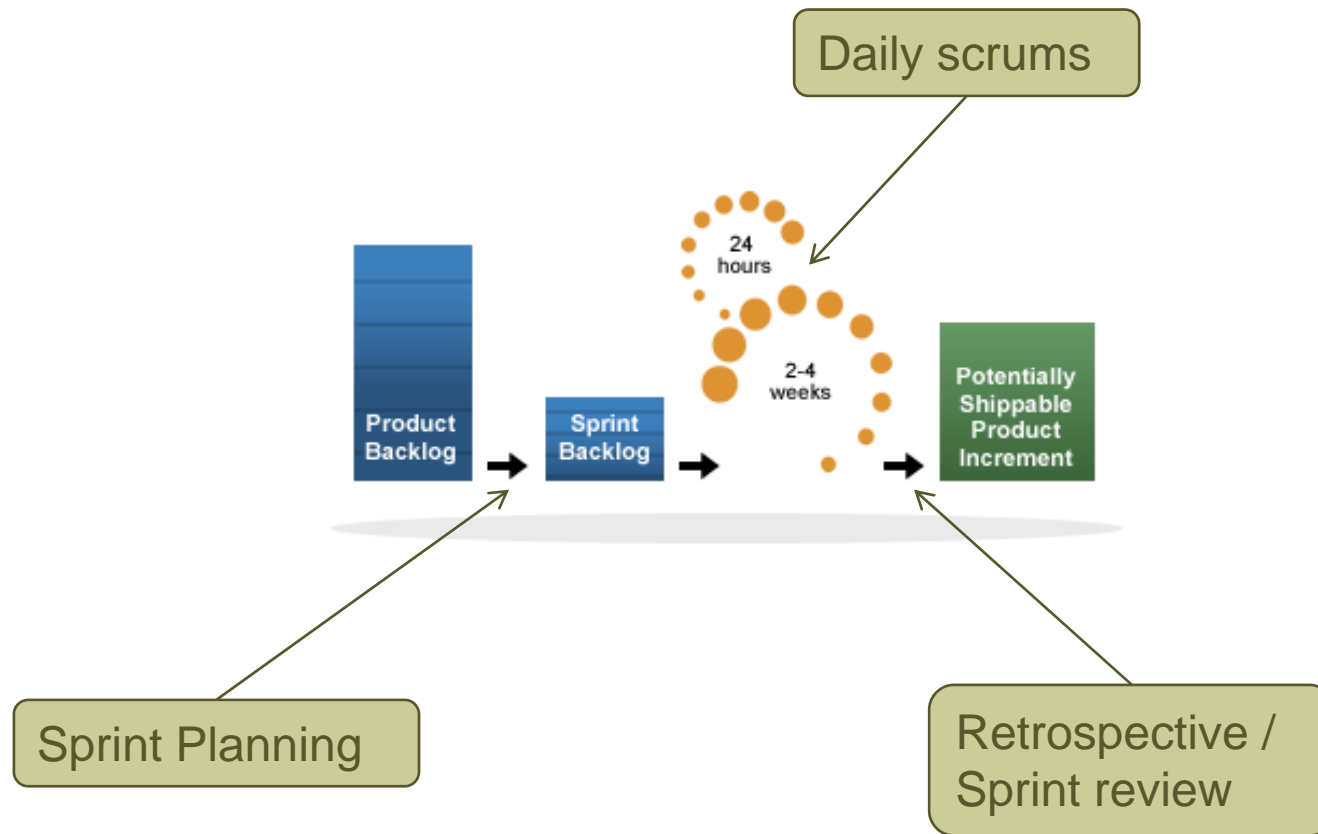 Daily scrums
24
hours
2-4
weeks
Product
Backlog
Sprint
Backlog
Potentially
Shippable
Product
Increment
Sprint Planning
Retrospective /
Sprint review